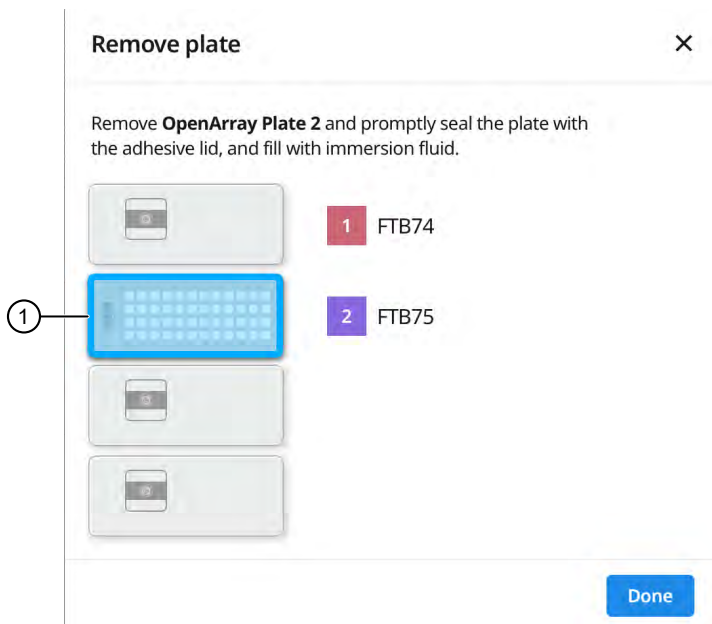 Remove plate
Remove OpenArray Plate 2 and promptly seal the plate with
the adhesive lid, and fill with immersion fluid.
1 FTB74
1
2 FTB75
Done